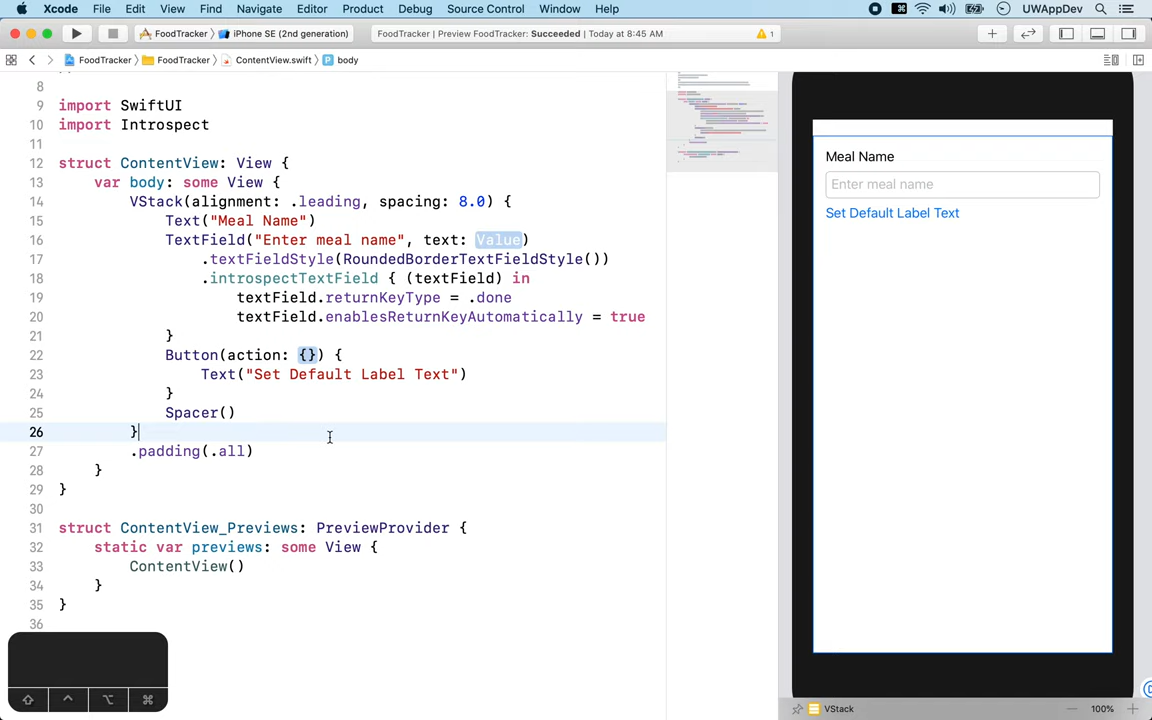 Xcode File Edit View Find Navigate Editor Product Debug Source Control Window Help UWAppDev
FoodTracker iPhone SE (2nd generation) FoodTracker | Preview FoodTracker: Succeeded | Today at 8:45 AM 1
FoodTracker FoodTracker ContentView.swift body
8
9 import SwiftUI
10 import Introspect
11
12 struct ContentView: View {
13 var body: some View {
14 VStack(alignment: .leading, spacing: 8.0) {
15 Text("Meal Name")
16 TextField("Enter meal name", text: Value)
17 .textFieldStyle(RoundedBorderTextFieldStyle())
18 .introspectTextField { (textField) in
19 textField.returnKeyType = .done
20 textField.enablesReturnKeyAutomatically = true
21 }
22 Button(action: {}) {
23 Text("Set Default Label Text")
24 }
25 Spacer()
26 }
27 .padding(.all)
28 }
29 }
30
31 struct ContentView_Previews: PreviewProvider {
32 static var previews: some View {
33 ContentView()
34 }
35 }
36
Meal Name
Enter meal name
Set Default Label Text
VStack 100%